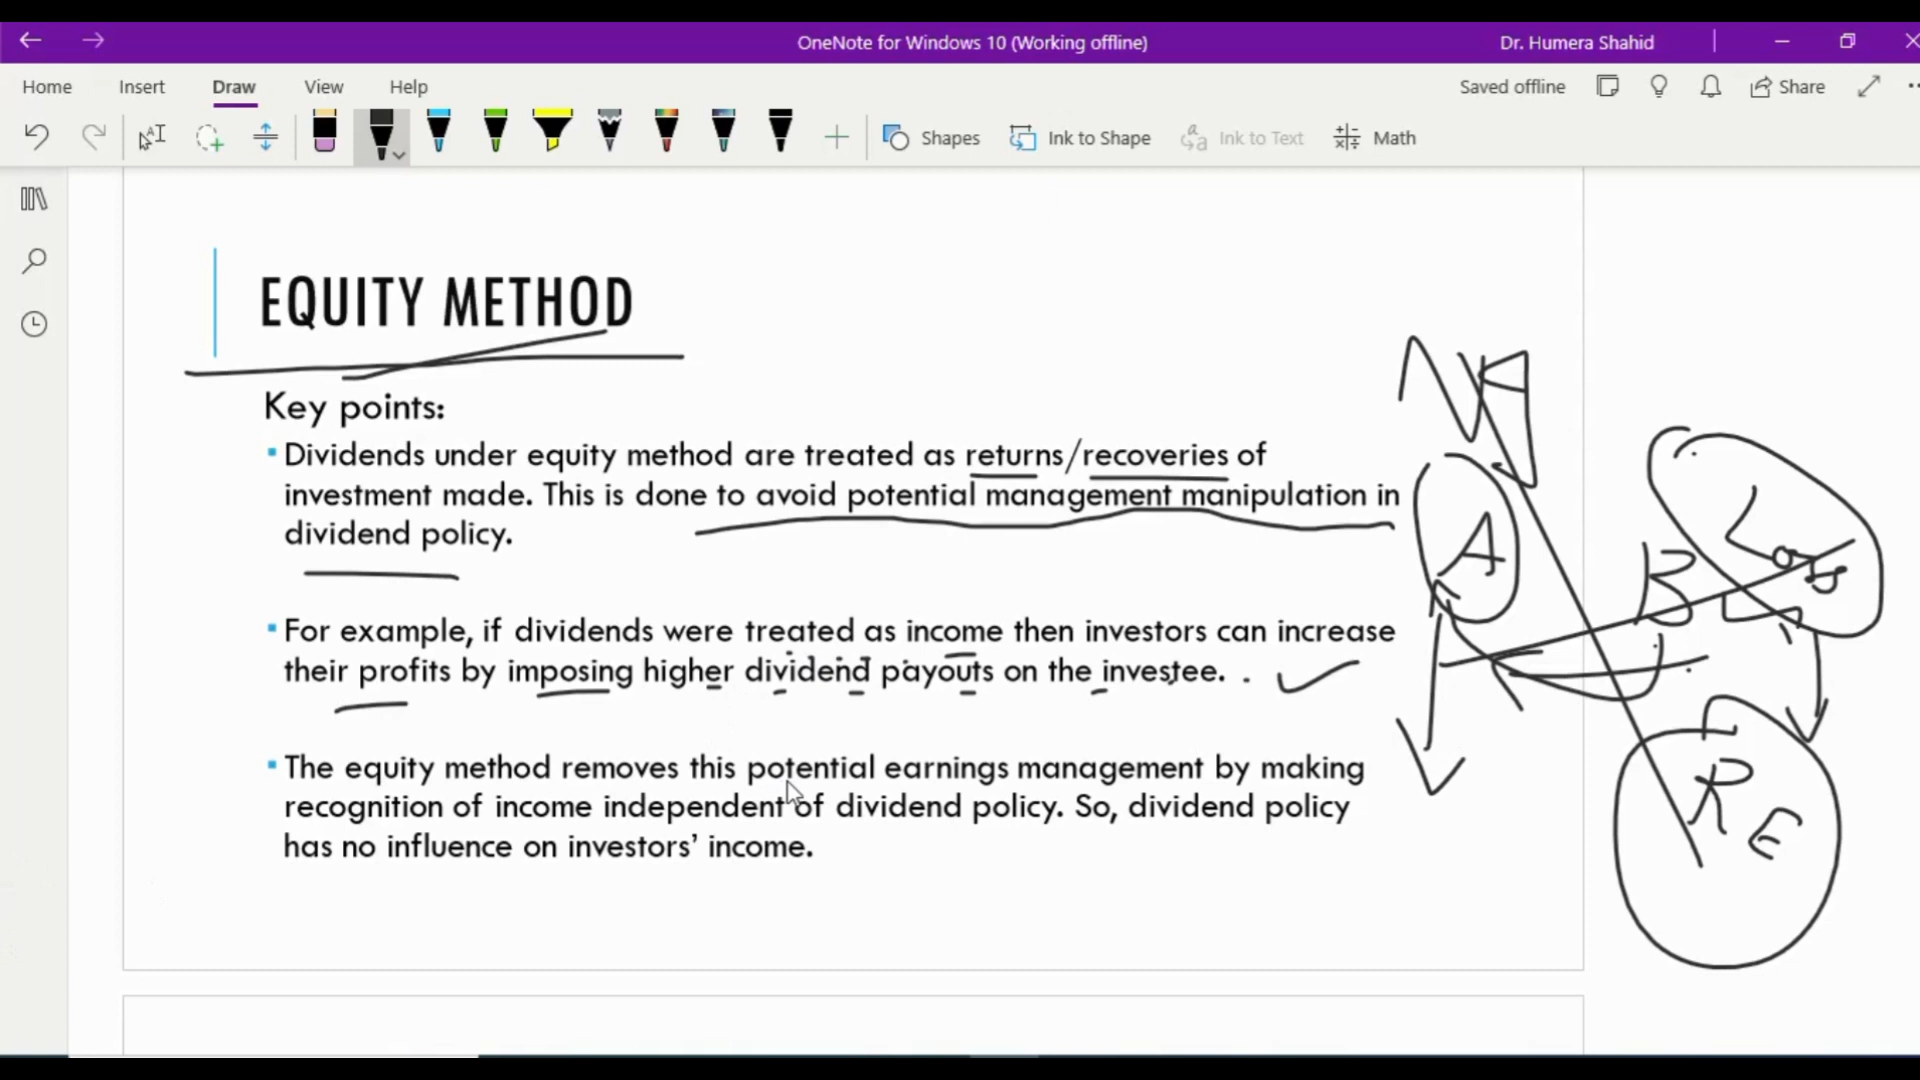 OneNote for Windows 10 (Working offline)
Dr. Humera Shahid
Home Insert Draw View Help
Saved offline
Share
Shapes
Ink to Shape
Ink to Text
Math
EQUITY METHOD
Key points:
Dividends under equity method are treated as returns/recoveries of
investment made. This is done to avoid potential management manipulation in
dividend policy.
For example, if dividends were treated as income then investors can increase
their profits by imposing higher dividend payouts on the investee.
The equity method removes this potential earnings management by making
recognition of income independent of dividend policy. So, dividend policy
has no influence on investors' income.
A
B
Loss
RE